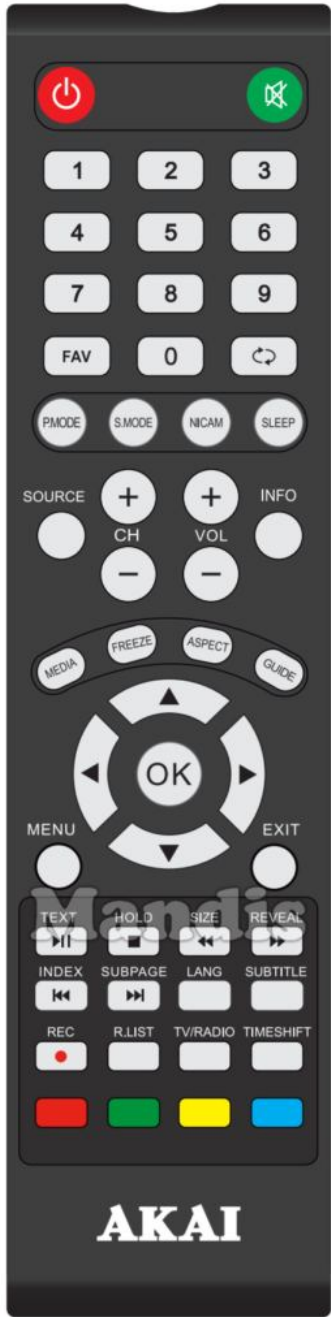 1 2 3
4 5 6
7 8 9
FAV 0
P.MODE S.MODE NICAM SLEEP
SOURCE + + INFO
CH VOL
− −
MEDIA FREEZE ASPECT GUIDE
OK
MENU EXIT
Mandis
TEXT HOLD SIZE REVEAL
INDEX SUBPAGE LANG SUBTITLE
REC R.LIST TV/RADIO TIMESHIFT
AKAI